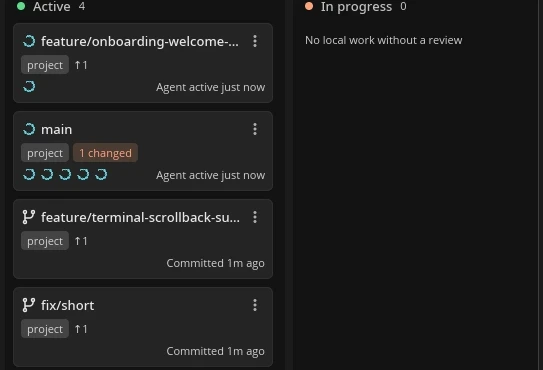 Active 4
feature/onboarding-welcome-...
project ↑1
Agent active just now
main
project 1 changed
Agent active just now
feature/terminal-scrollback-su...
project ↑1
Committed 1m ago
fix/short
project ↑1
Committed 1m ago
In progress 0
No local work without a review